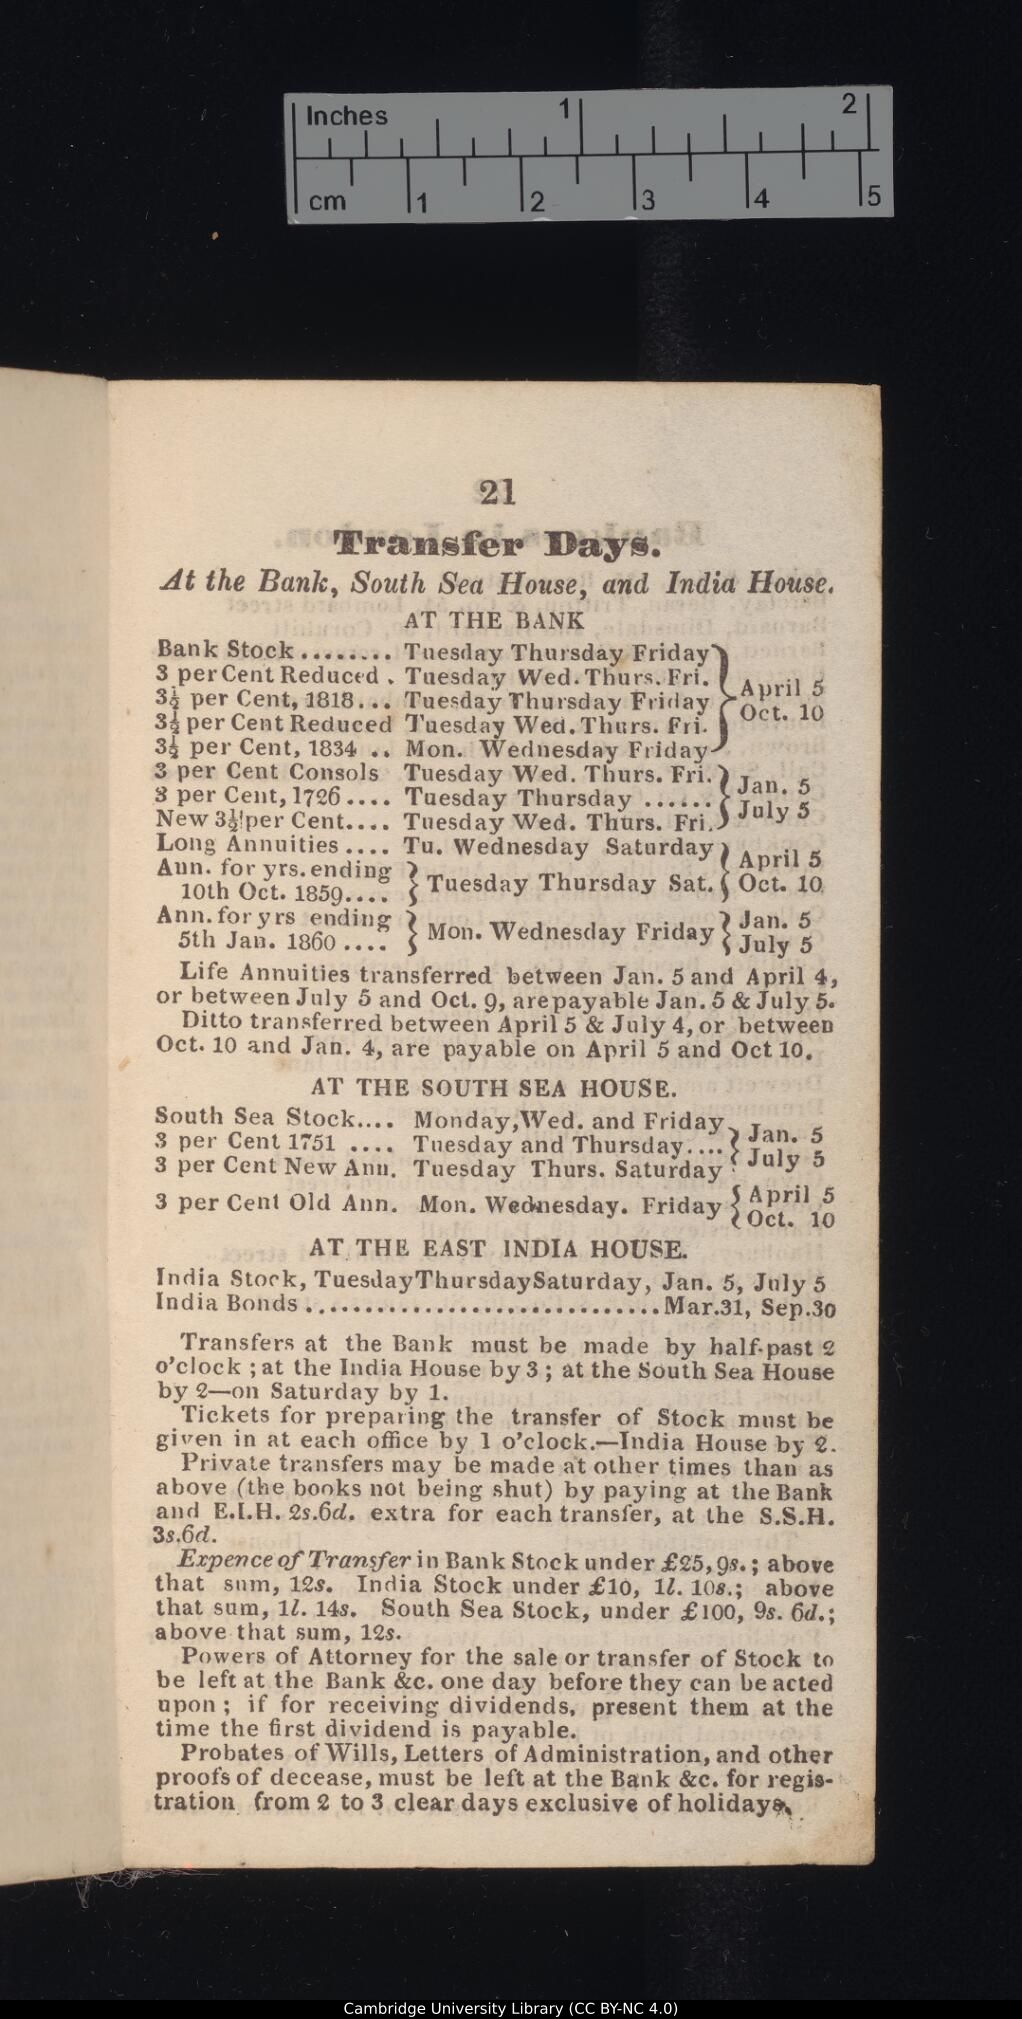 Inches 1 2
cm 1 2 3 4 5
21
Transfer Days.
At the Bank, South Sea House, and India House.
AT THE BANK
Bank Stock ........ Tuesday Thursday Friday
3 per Cent Reduced . Tuesday Wed. Thurs. Fri.
3½ per Cent, 1818... Tuesday Thursday Friday
3½ per Cent Reduced Tuesday Wed. Thurs. Fri.
3½ per Cent, 1834 .. Mon. Wednesday Friday
} April 5
Oct. 10
3 per Cent Consols Tuesday Wed. Thurs. Fri.
3 per Cent, 1726 .... Tuesday Thursday ......
New 3½ per Cent.... Tuesday Wed. Thurs. Fri.
} Jan. 5
July 5
Long Annuities .... Tu. Wednesday Saturday
Ann. for yrs. ending
10th Oct. 1859.... } Tuesday Thursday Sat.
} April 5
Oct. 10
Ann. for yrs ending
5th Jan. 1860 .... } Mon. Wednesday Friday
} Jan. 5
July 5
Life Annuities transferred between Jan. 5 and April 4,
or between July 5 and Oct. 9, are payable Jan. 5 & July 5.
Ditto transferred between April 5 & July 4, or between
Oct. 10 and Jan. 4, are payable on April 5 and Oct 10.
AT THE SOUTH SEA HOUSE.
South Sea Stock.... Monday, Wed. and Friday
3 per Cent 1751 .... Tuesday and Thursday....
3 per Cent New Ann. Tuesday Thurs. Saturday
} Jan. 5
July 5
3 per Cent Old Ann. Mon. Wednesday. Friday
{ April 5
Oct. 10
AT THE EAST INDIA HOUSE.
India Stock, Tuesday Thursday Saturday, Jan. 5, July 5
India Bonds .............................. Mar.31, Sep.30
Transfers at the Bank must be made by half-past 2
o'clock ; at the India House by 3 ; at the South Sea House
by 2—on Saturday by 1.
Tickets for preparing the transfer of Stock must be
given in at each office by 1 o'clock.—India House by 2.
Private transfers may be made at other times than as
above (the books not being shut) by paying at the Bank
and E.I.H. 2s.6d. extra for each transfer, at the S.S.H.
3s.6d.
Expence of Transfer in Bank Stock under £25, 9s. ; above
that sum, 12s. India Stock under £10, 1l. 10s.; above
that sum, 1l. 14s. South Sea Stock, under £100, 9s. 6d.;
above that sum, 12s.
Powers of Attorney for the sale or transfer of Stock to
be left at the Bank &c. one day before they can be acted
upon ; if for receiving dividends, present them at the
time the first dividend is payable.
Probates of Wills, Letters of Administration, and other
proofs of decease, must be left at the Bank &c. for regis-
tration from 2 to 3 clear days exclusive of holidays.
Cambridge University Library (CC BY-NC 4.0)